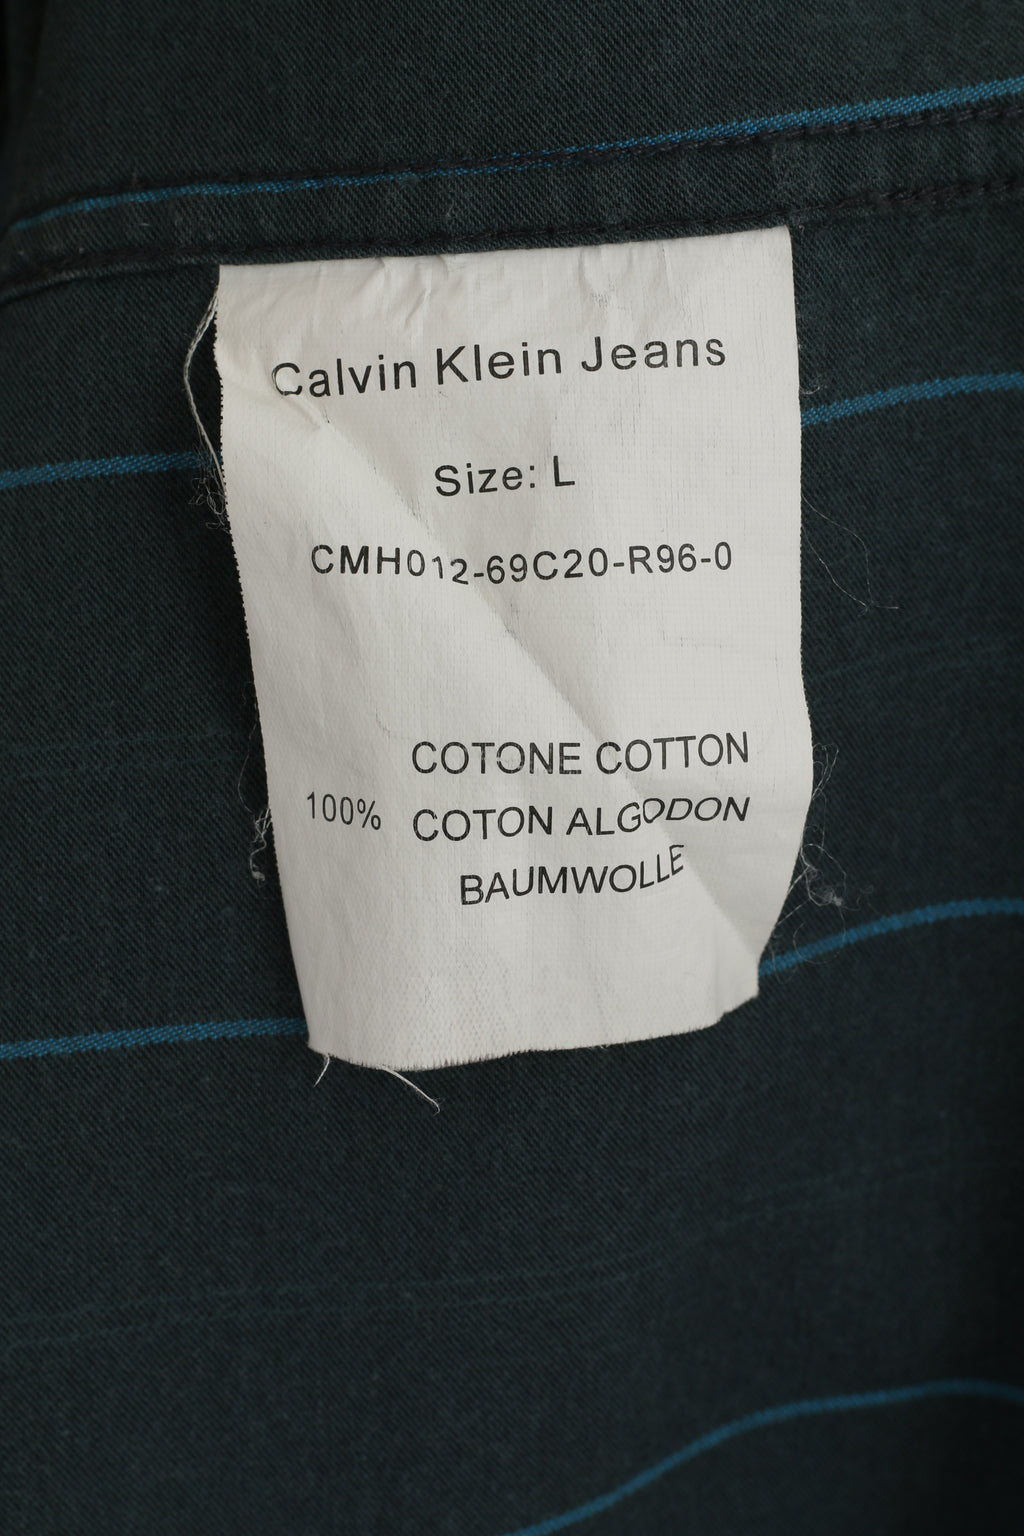 Calvin Klein Jeans
Size: L
CMH012-69C20-R96-0
COTONE COTTON
100% COTON ALGODON
BAUMWOLLE